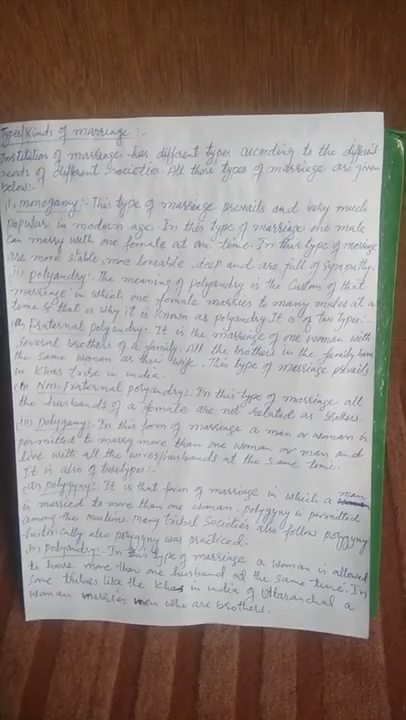 Types/Kinds of marriage :-
Institution of marriage has different types according to the different
needs of different societies. All these types of marriage are given
below:-
(i) monogamy:- This type of marriage prevails and very much
popular in modern age. In this type of marriage one male
can marry with one female at one time. In this type of marriage
are more stable, more loveable, deep and are full of sympathy.
(ii) polyandry:- The meaning of polyandry is the custom of that
marriage in which one female marries to many males at a
time & that is why it is known as polyandry. It is of two types:-
(a) Fraternal polyandry:- It is the marriage of one woman with
several brothers of a family. All the brothers in the family have
the same woman as their wife. This type of marriage prevails
in Khas tribe in india.
(b) Non-Fraternal polyandry:- In this type of marriage all
the husbands of a female are not related as brothers.
(iii) Polygamy:- In this form of marriage a man or woman is
permitted to marry more than one woman or man and
live with all the wives/husbands at the same time.
It is also of two types:-
(a) polygyny:- It is that form of marriage in which a man
is married to more than one woman. polygyny is permitted
among the muslims. many tribal societies also follow polygyny
historically also polygyny was practiced.
(b) polyandry:- In this type of marriage a woman is allowed
to have more than one husband at the same time. In
some tribes like the Khas in india of Uttaranchal a
woman marries men who are brothers.